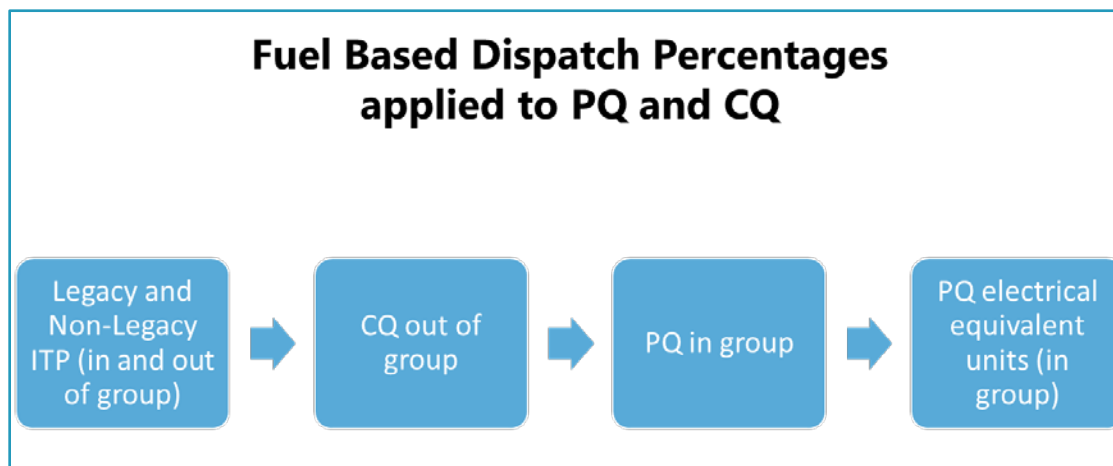 Fuel Based Dispatch Percentages
applied to PQ and CQ
Legacy and
Non-Legacy
ITP (in and out
of group)
CQ out of
group
PQ in group
PQ electrical
equivalent
units (in
group)